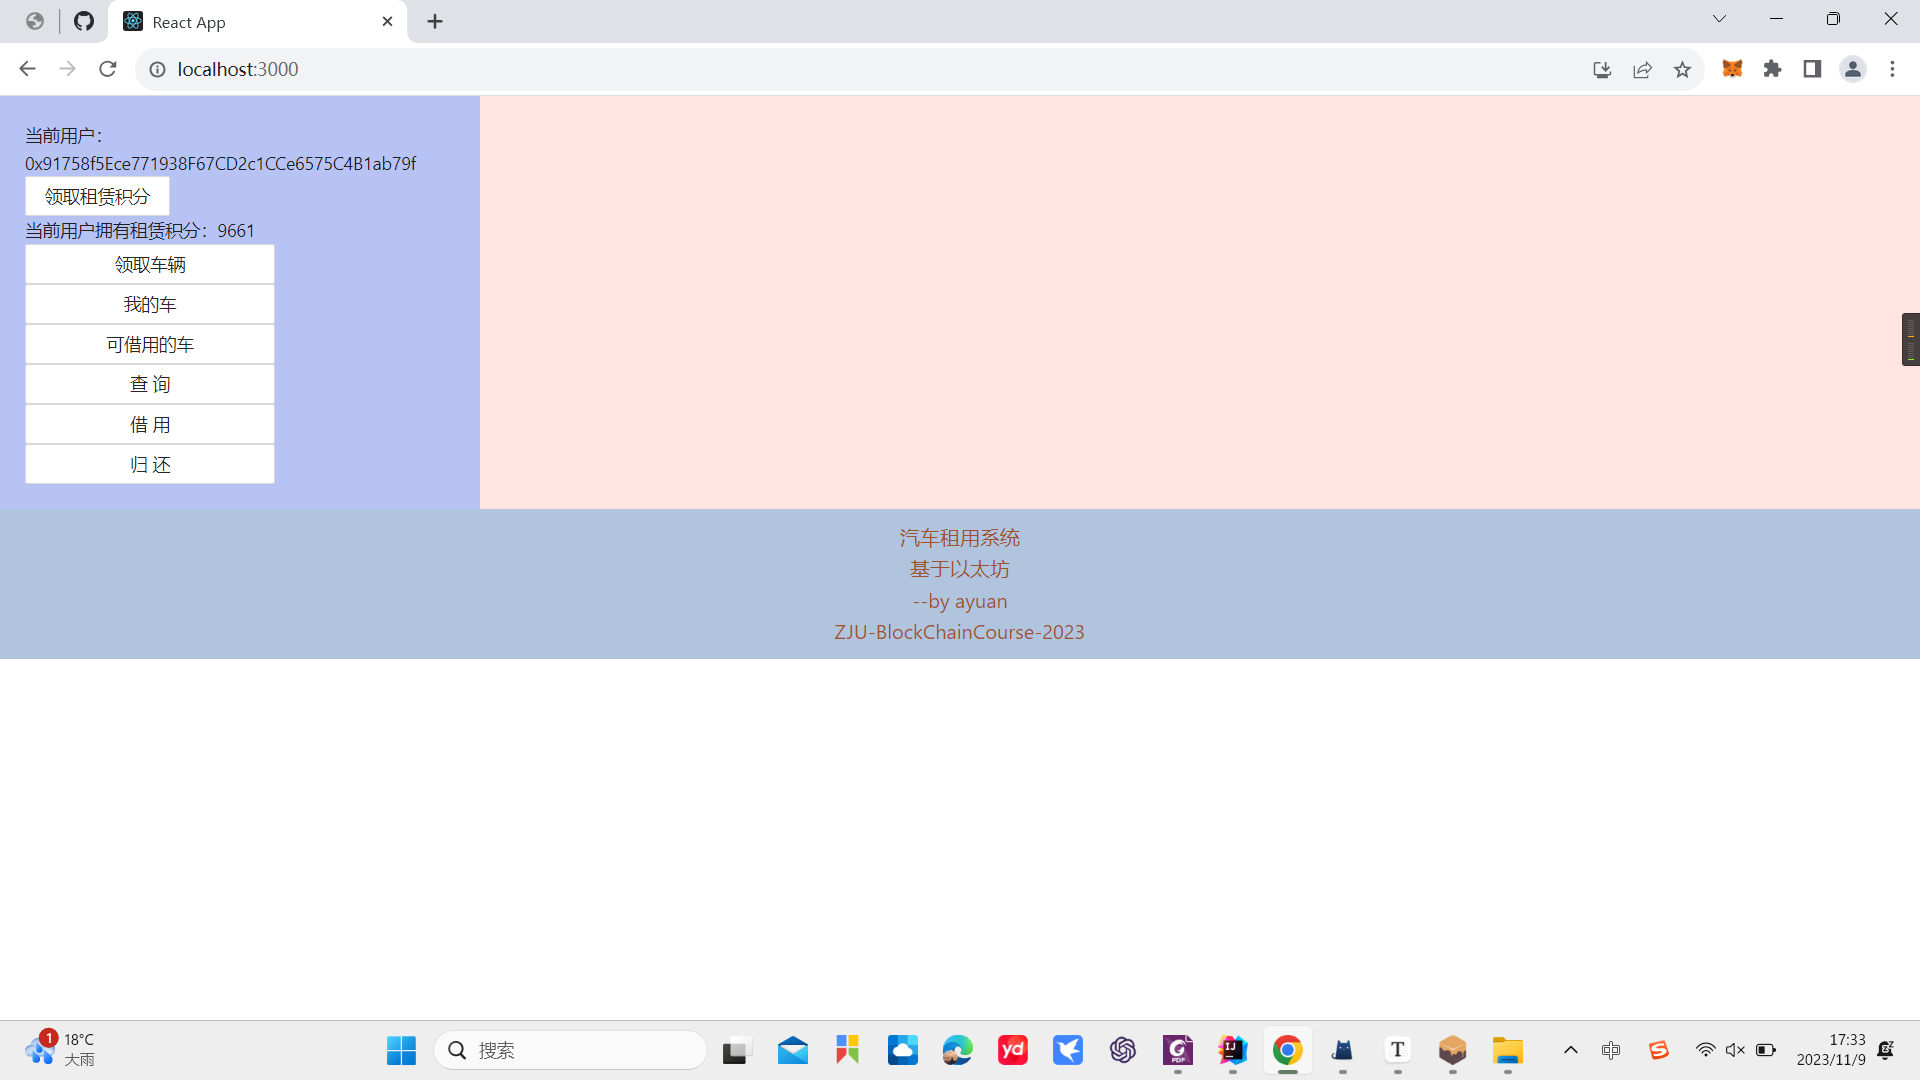 React App
localhost:3000
当前用户：
0x91758f5Ece771938F67CD2c1CCe6575C4B1ab79f
领取租赁积分
当前用户拥有租赁积分：9661
领取车辆
我的车
可借用的车
查 询
借 用
归 还
汽车租用系统
基于以太坊
--by ayuan
ZJU-BlockChainCourse-2023
1
18°C
大雨
搜索
yd
G
PDF
IJ
T
中
S
17:33
2023/11/9